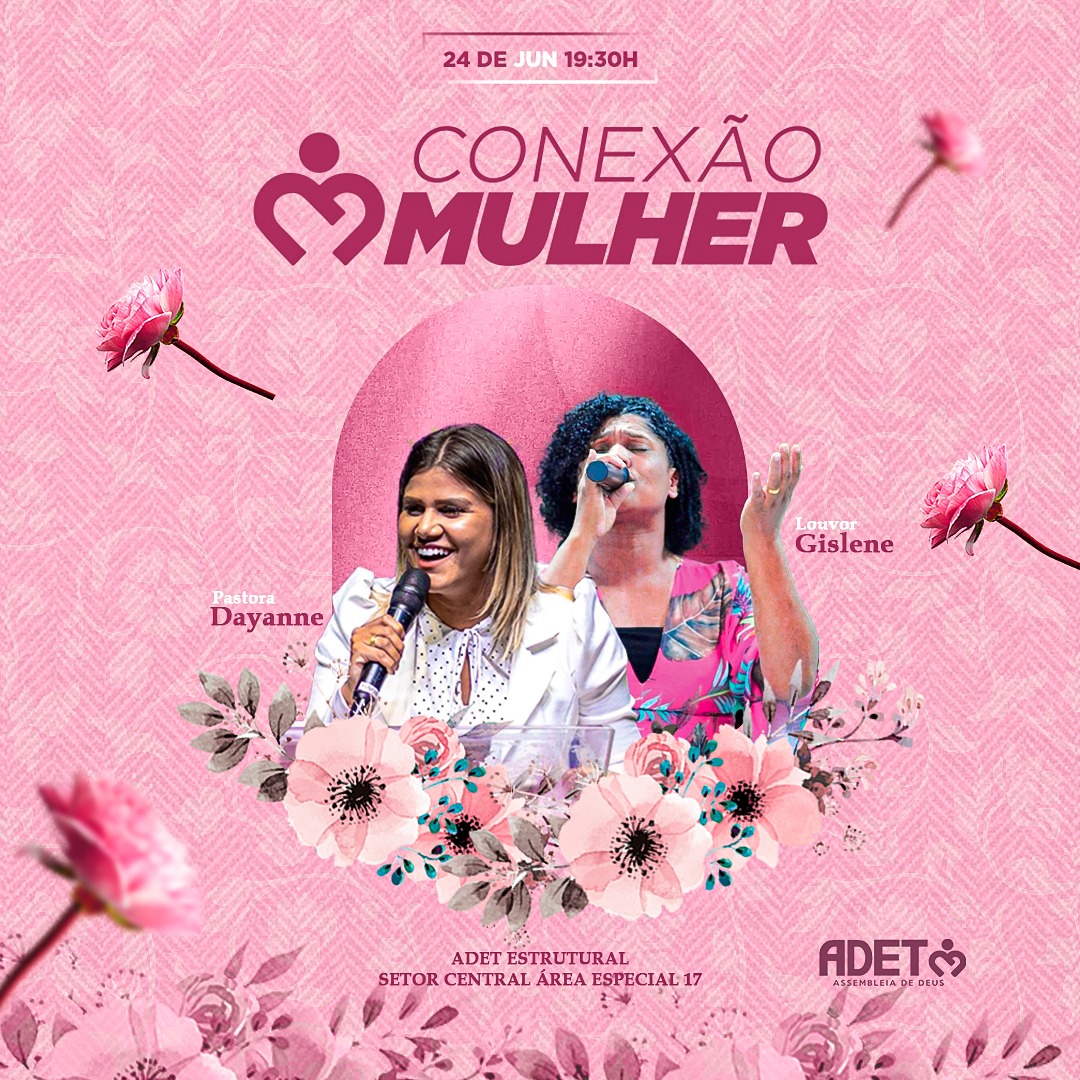 24 DE JUN 19:30H
CONEXÃO
MULHER
Louvor
Gislene
Pastora
Dayanne
ADET ESTRUTURAL
SETOR CENTRAL ÁREA ESPECIAL 17
ADET
ASSEMBLEIA DE DEUS